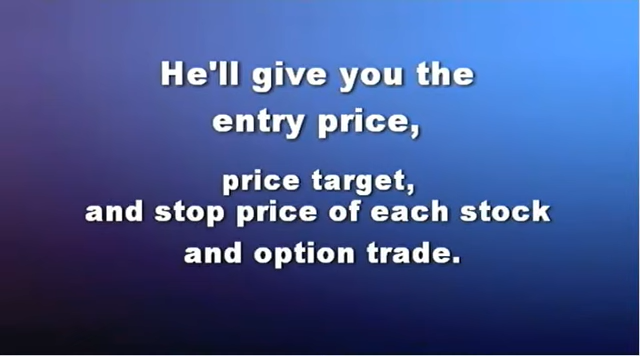 He'll give you the
entry price,
price target,
and stop price of each stock
and option trade.